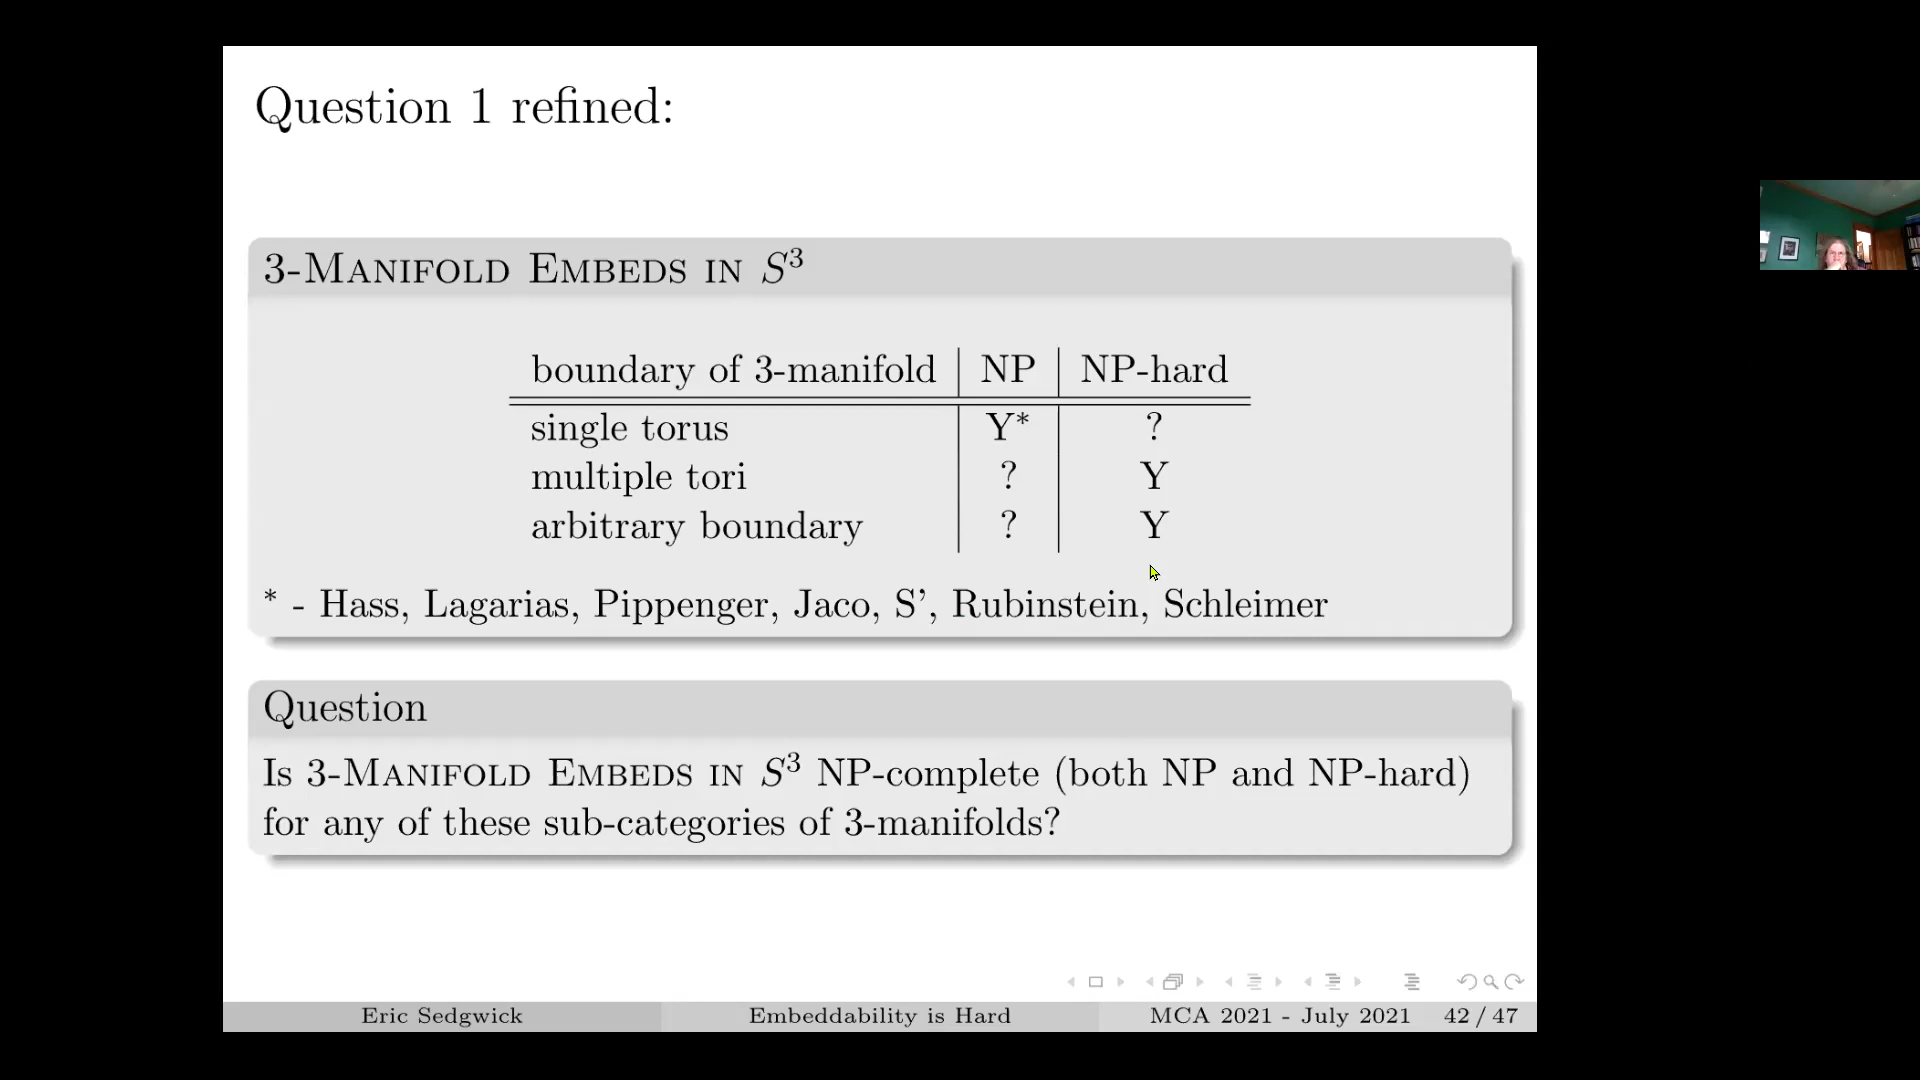 Question 1 refined:
3-Manifold Embeds in S³
boundary of 3-manifold NP NP-hard
single torus Y* ?
multiple tori ? Y
arbitrary boundary ? Y
* - Hass, Lagarias, Pippenger, Jaco, S’, Rubinstein, Schleimer
Question
Is 3-Manifold Embeds in S³ NP-complete (both NP and NP-hard)
for any of these sub-categories of 3-manifolds?
Eric Sedgwick Embeddability is Hard MCA 2021 - July 2021 42 / 47